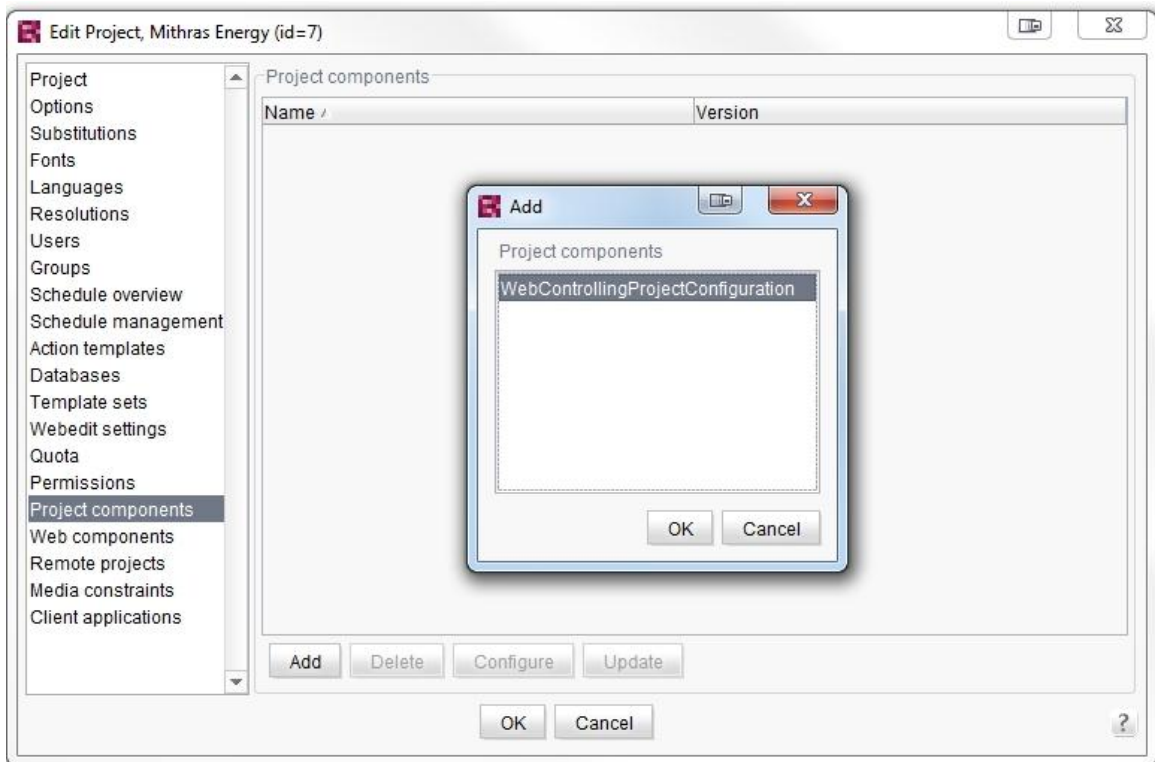 Edit Project, Mithras Energy (id=7)
Project
Options
Substitutions
Fonts
Languages
Resolutions
Users
Groups
Schedule overview
Schedule management
Action templates
Databases
Template sets
Webedit settings
Quota
Permissions
Project components
Web components
Remote projects
Media constraints
Client applications
Project components
Name Version
Add
Project components
WebControllingProjectConfiguration
OK Cancel
Add Delete Configure Update
OK Cancel
?